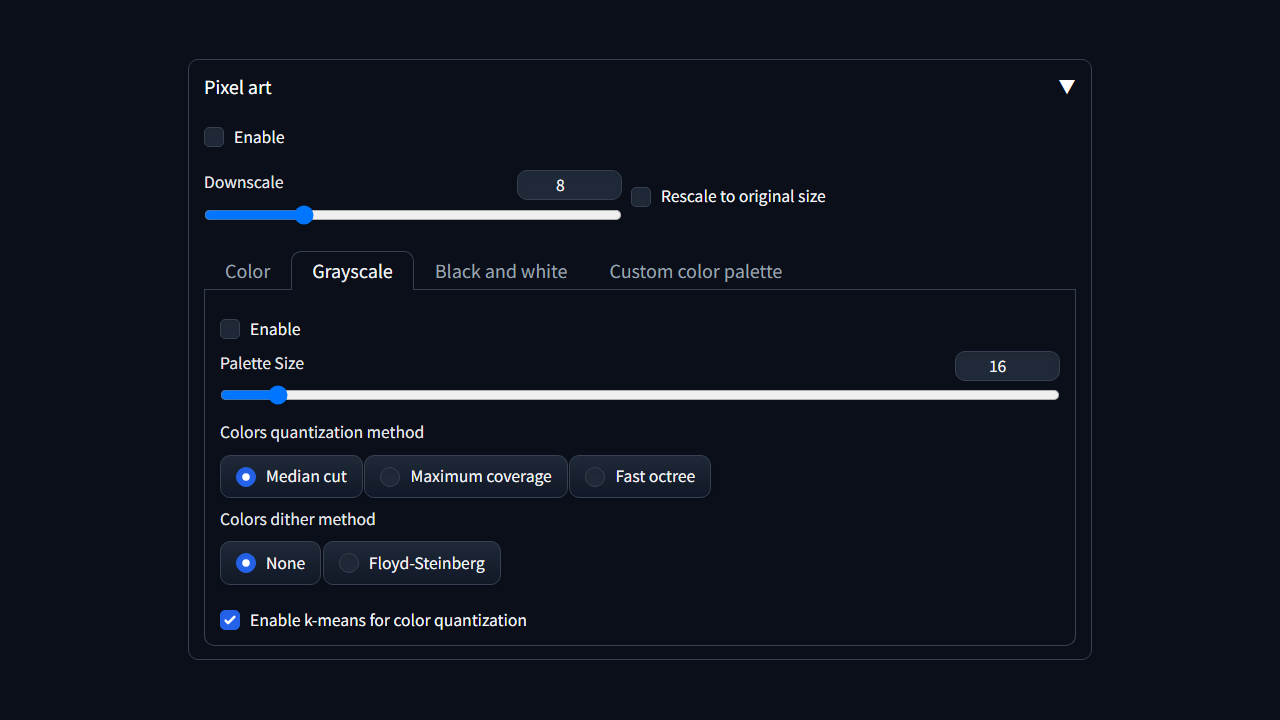 Pixel art
Enable
Downscale
8
Rescale to original size
Color
Grayscale
Black and white
Custom color palette
Enable
Palette Size
16
Colors quantization method
Median cut
Maximum coverage
Fast octree
Colors dither method
None
Floyd-Steinberg
Enable k-means for color quantization